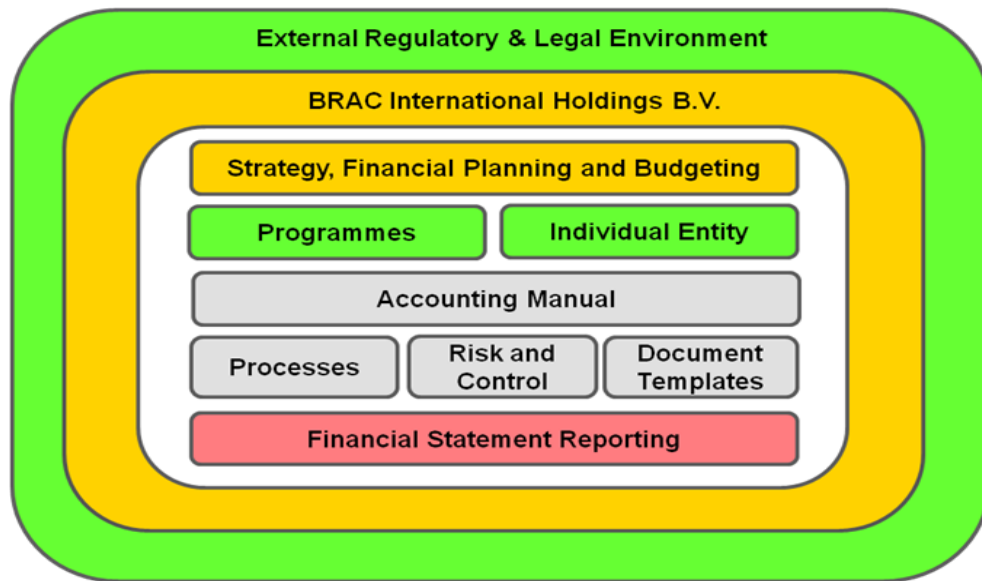 External Regulatory & Legal Environment
BRAC International Holdings B.V.
Strategy, Financial Planning and Budgeting
Programmes
Individual Entity
Accounting Manual
Processes
Risk and
Control
Document
Templates
Financial Statement Reporting